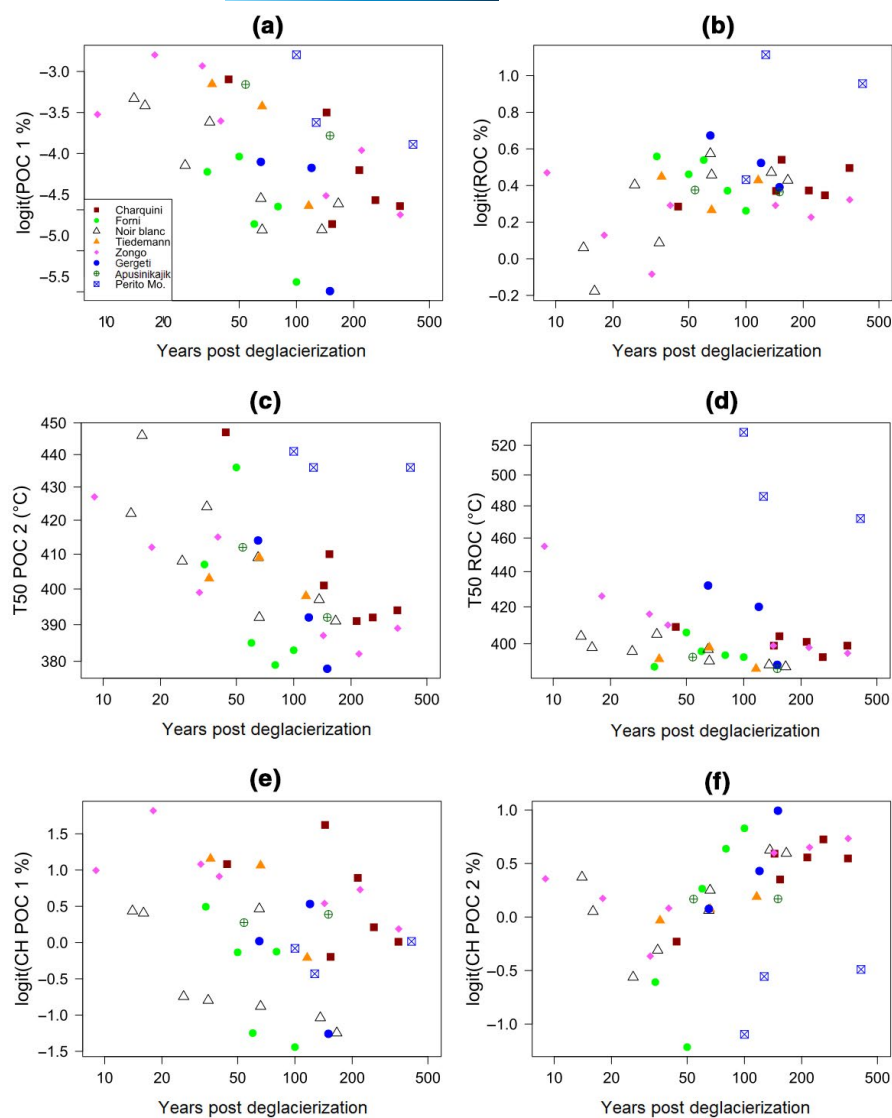 (a)
logit(POC 1 %)
−3.0
−3.5
−4.0
−4.5
−5.0
−5.5
Charquini
Forni
Noir blanc
Tiedemann
Zongo
Gergeti
Apusinikajik
Perito Mo.
10 20 50 100 200 500
Years post deglacierization
(b)
logit(ROC %)
1.0
0.8
0.6
0.4
0.2
0.0
−0.2
10 20 50 100 200 500
Years post deglacierization
(c)
T50 POC 2 (°C)
450
440
430
420
410
400
390
380
10 20 50 100 200 500
Years post deglacierization
(d)
T50 ROC (°C)
520
500
480
460
440
420
400
10 20 50 100 200 500
Years post deglacierization
(e)
logit(CH POC 1 %)
1.5
1.0
0.5
0.0
−0.5
−1.0
−1.5
10 20 50 100 200 500
Years post deglacierization
(f)
logit(CH POC 2 %)
1.0
0.5
0.0
−0.5
−1.0
10 20 50 100 200 500
Years post deglacierization